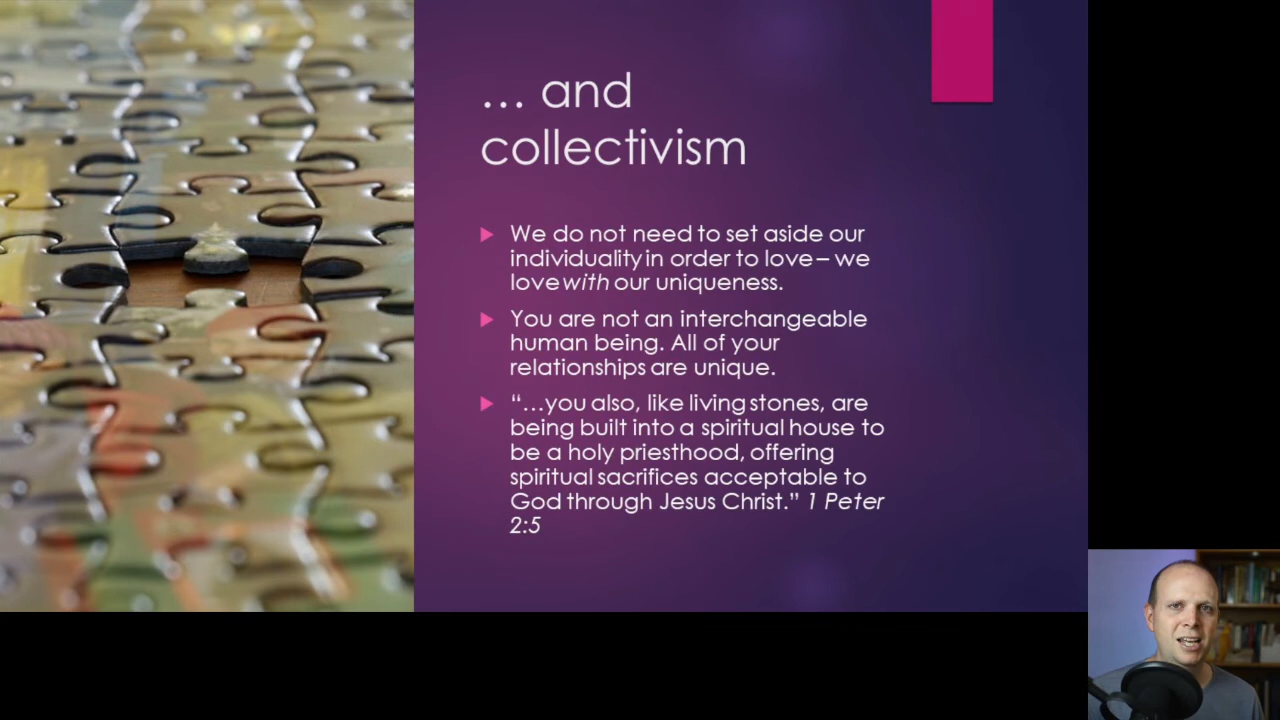 … and
collectivism
We do not need to set aside our
individuality in order to love – we
love with our uniqueness.
You are not an interchangeable
human being. All of your
relationships are unique.
“…you also, like living stones, are
being built into a spiritual house to
be a holy priesthood, offering
spiritual sacrifices acceptable to
God through Jesus Christ.” 1 Peter
2:5